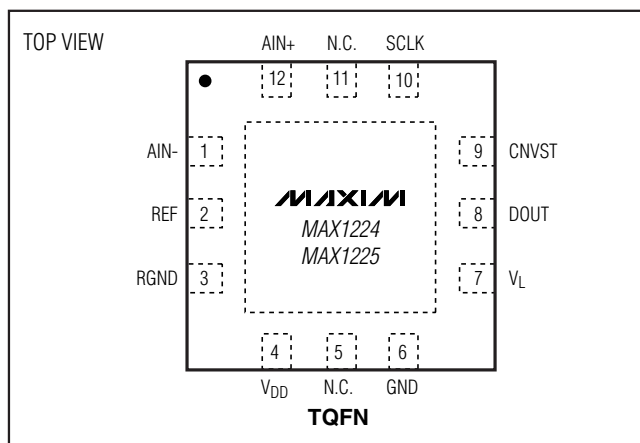 TOP VIEW
AIN+ N.C. SCLK
12 11 10
AIN- 1 9 CNVST
MAXIM
REF 2 MAX1224 8 DOUT
MAX1225
RGND 3 7 VL
4 5 6
VDD N.C. GND
TQFN